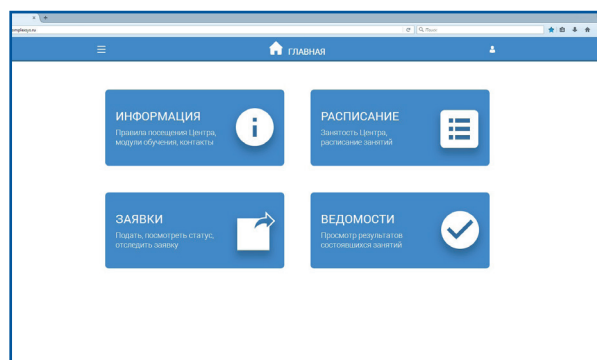 Поиск
ГЛАВНАЯ
ИНФОРМАЦИЯ
Правила посещения Центра,
модули обучения, контакты
РАСПИСАНИЕ
Занятость Центра,
расписание занятий
ЗАЯВКИ
Подать, посмотреть статус,
отследить заявку
ВЕДОМОСТИ
Просмотр результатов
состоявшихся занятий